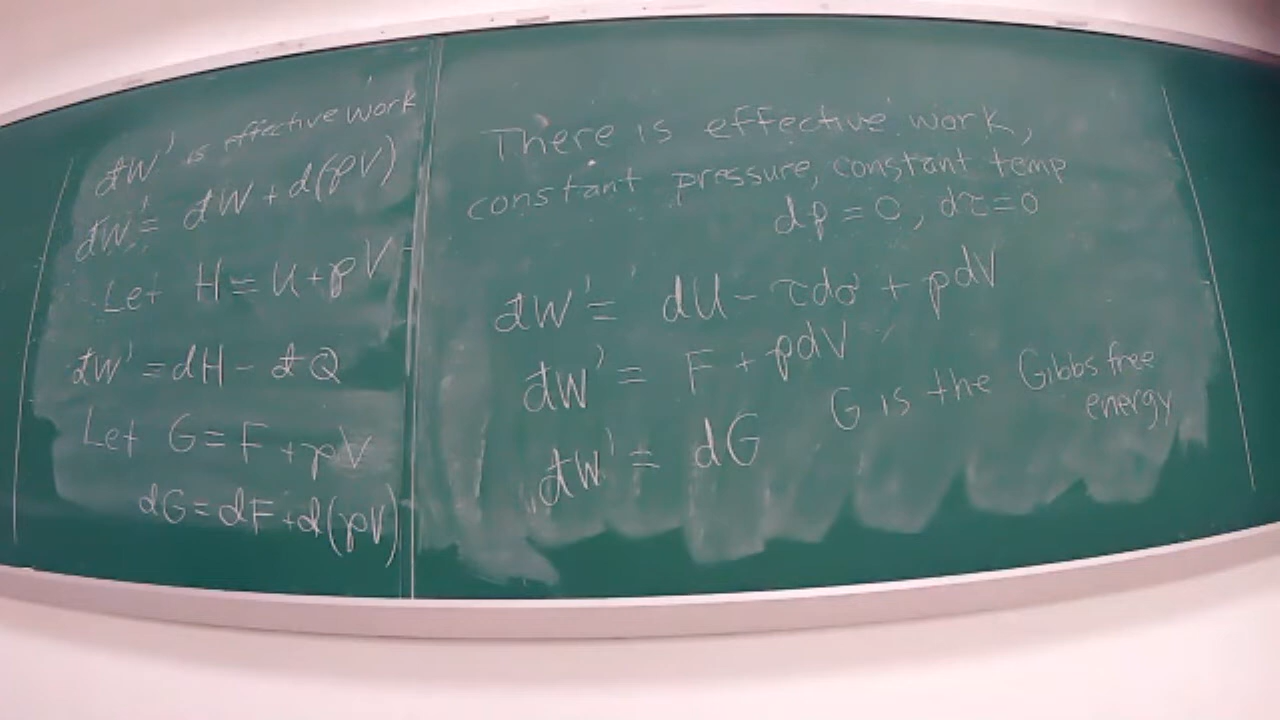 đW' is effective work
đW' = đW + d(pV)
Let H = U + pV
đW' = dH - đQ
Let G = F + pV
dG = dF + d(pV)
There is effective work,
constant pressure, constant temp
dp = 0, dτ = 0
đW' = dU - τdσ + pdV
đW' = F + pdV
đW' = dG G is the Gibbs free
energy